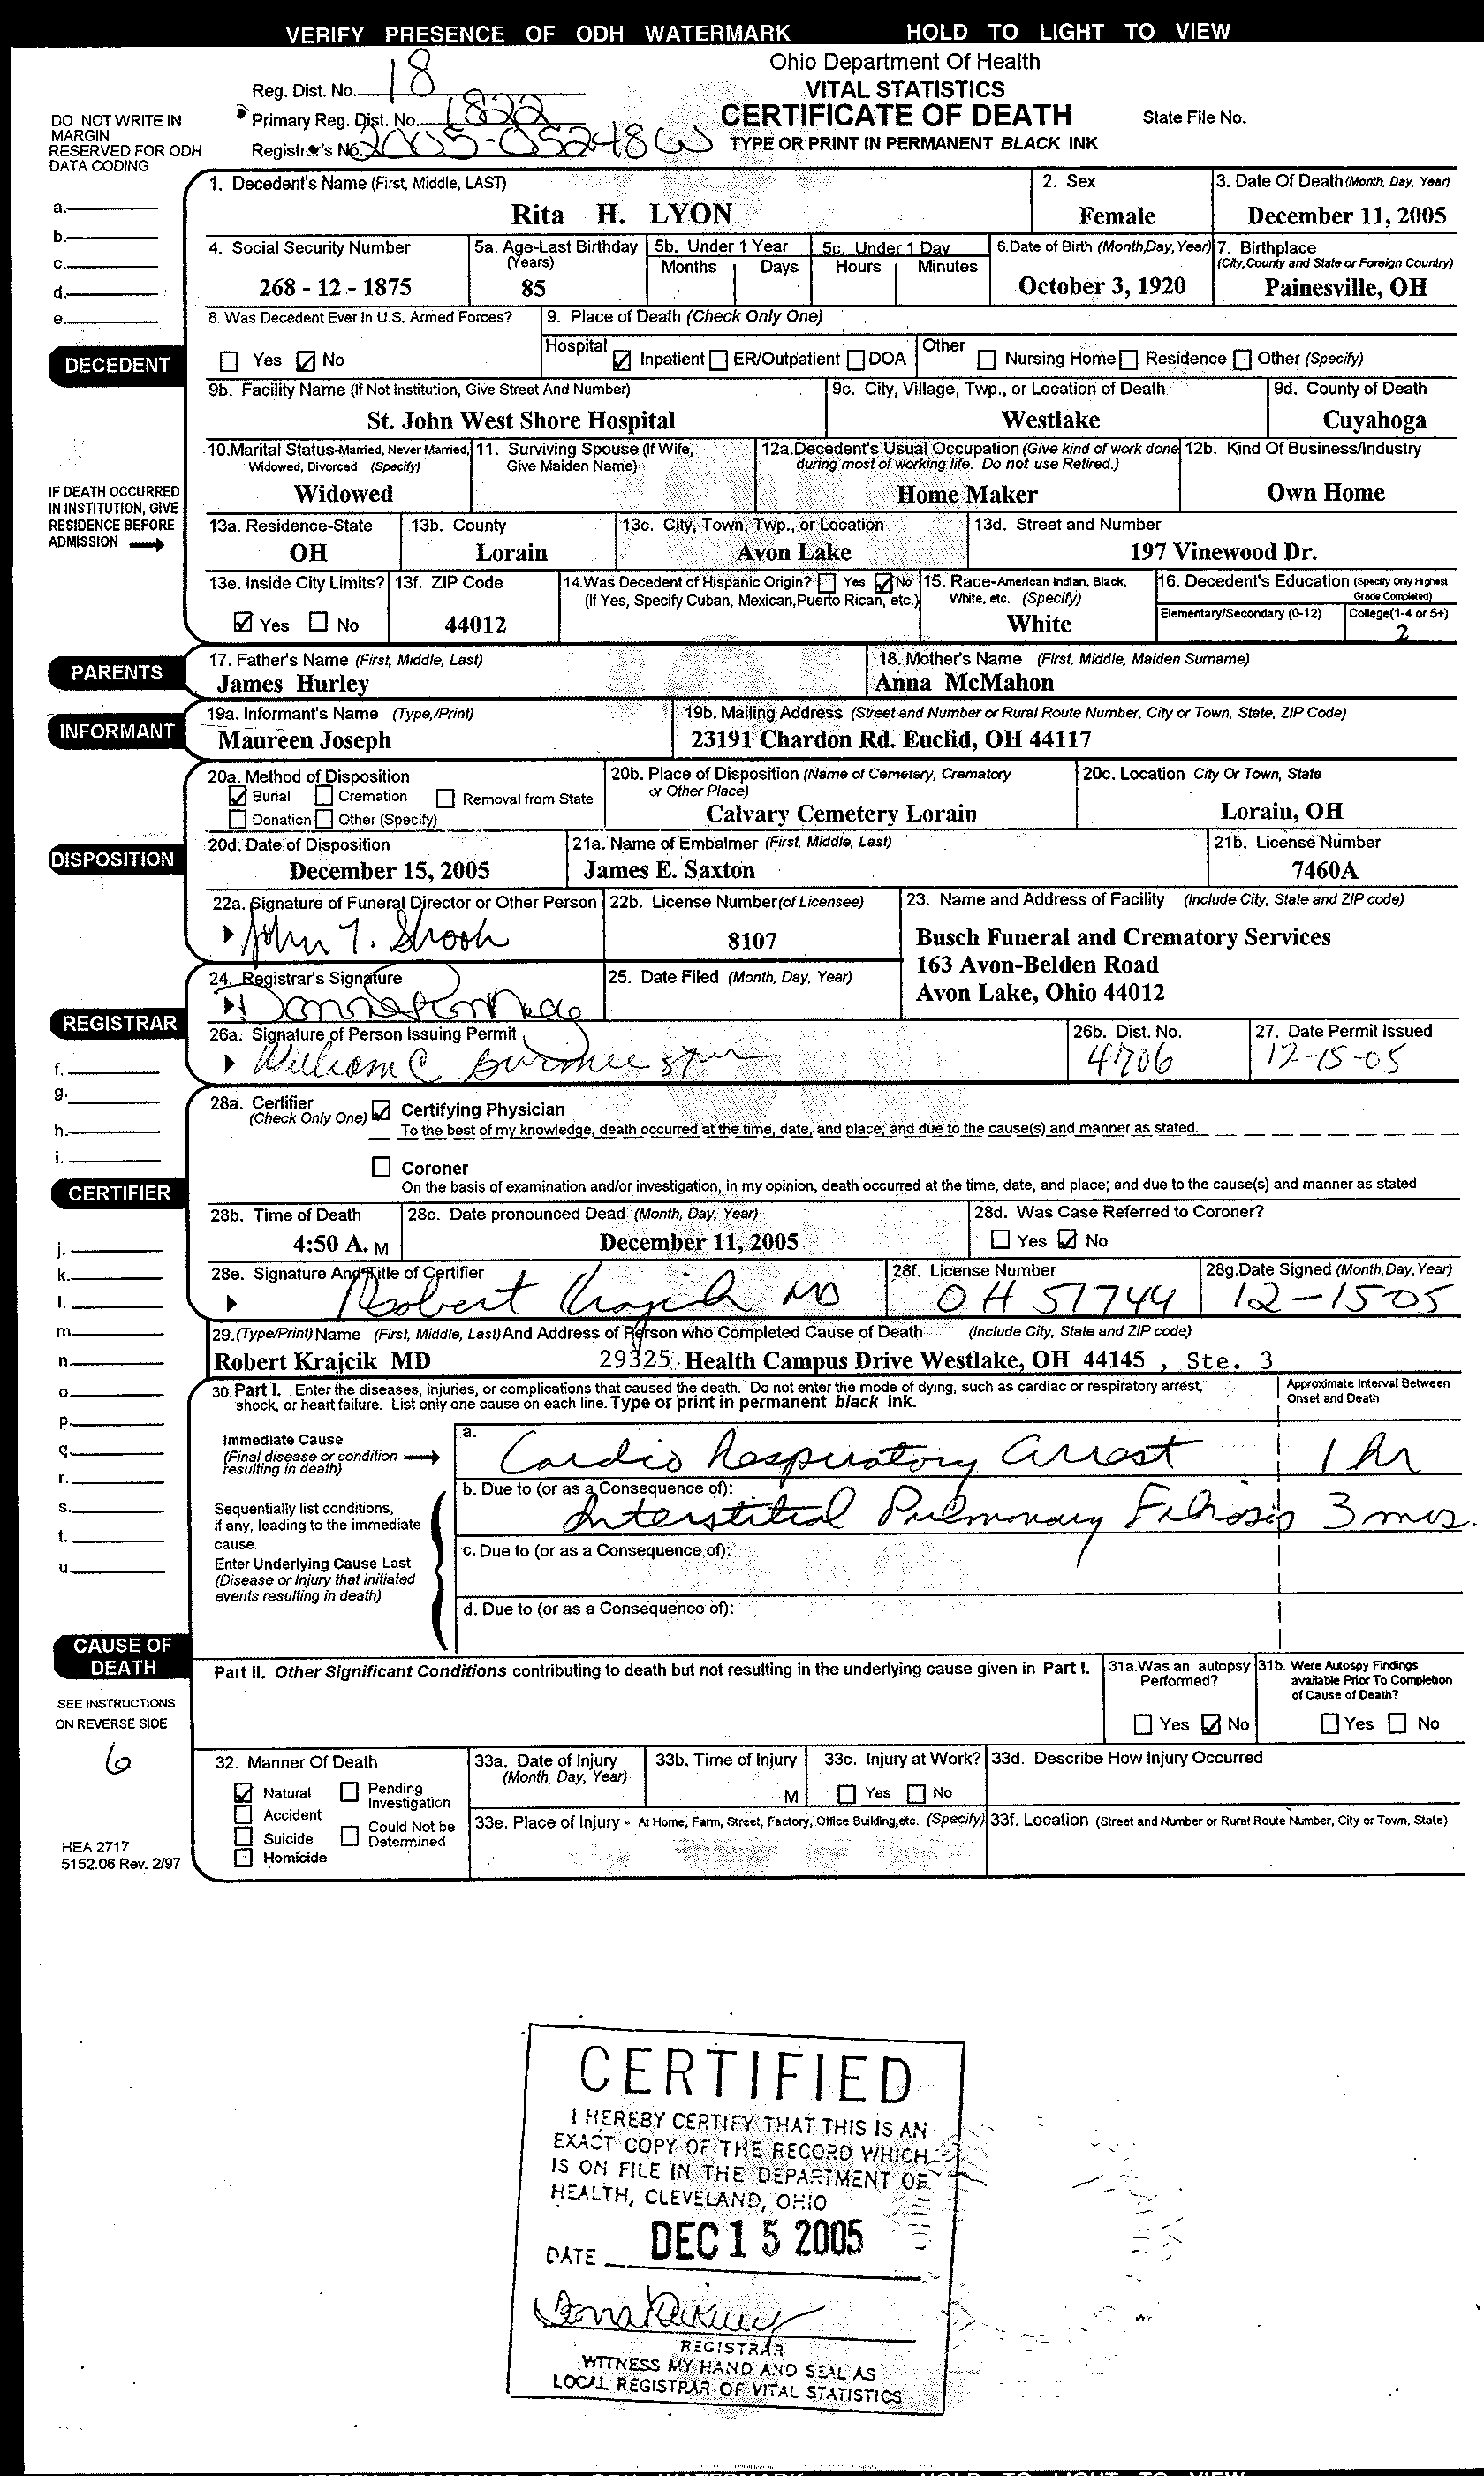 VERIFY PRESENCE OF ODH WATERMARK HOLD TO LIGHT TO VIEW
Ohio Department Of Health
VITAL STATISTICS
CERTIFICATE OF DEATH
TYPE OR PRINT IN PERMANENT BLACK INK
State File No.
Reg. Dist. No. 18
Primary Reg. Dist. No. 1822
Registrar's No. 2005-05248
DO NOT WRITE IN
MARGIN
RESERVED FOR ODH
DATA CODING
a.
b.
c.
d.
e.
1. Decedent's Name (First, Middle, LAST)
Rita H. LYON
2. Sex
Female
3. Date Of Death (Month, Day, Year)
December 11, 2005
4. Social Security Number
268 - 12 - 1875
5a. Age-Last Birthday
(Years)
85
5b. Under 1 Year
Months Days
5c. Under 1 Day
Hours Minutes
6.Date of Birth (Month,Day, Year)
October 3, 1920
7. Birthplace
(City, County and State or Foreign Country)
Painesville, OH
DECEDENT
8. Was Decedent Ever In U.S. Armed Forces?
Yes No
9. Place of Death (Check Only One)
Hospital
Inpatient ER/Outpatient DOA
Other
Nursing Home Residence Other (Specify)
9b. Facility Name (If Not Institution, Give Street And Number)
St. John West Shore Hospital
9c. City, Village, Twp., or Location of Death
Westlake
9d. County of Death
Cuyahoga
10.Marital Status-Married, Never Married,
Widowed, Divorced (Specify)
Widowed
11. Surviving Spouse (If Wife,
Give Maiden Name)
12a.Decedent's Usual Occupation (Give kind of work done
during most of working life. Do not use Retired.)
Home Maker
12b. Kind Of Business/Industry
Own Home
IF DEATH OCCURRED
IN INSTITUTION, GIVE
RESIDENCE BEFORE
ADMISSION
13a. Residence-State
OH
13b. County
Lorain
13c. City, Town, Twp., or Location
Avon Lake
13d. Street and Number
197 Vinewood Dr.
13e. Inside City Limits?
Yes No
13f. ZIP Code
44012
14.Was Decedent of Hispanic Origin? Yes No
(If Yes, Specify Cuban, Mexican,Puerto Rican, etc.)
15. Race-American Indian, Black,
White, etc. (Specify)
White
16. Decedent's Education (Specify Only Highest
Grade Completed)
Elementary/Secondary (0-12) College(1-4 or 5+)
2
PARENTS
17. Father's Name (First, Middle, Last)
James Hurley
18. Mother's Name (First, Middle, Maiden Surname)
Anna McMahon
INFORMANT
19a. Informant's Name (Type,/Print)
Maureen Joseph
19b. Mailing Address (Street and Number or Rural Route Number, City or Town, State, ZIP Code)
23191 Chardon Rd. Euclid, OH 44117
DISPOSITION
20a. Method of Disposition
Burial Cremation Removal from State
Donation Other (Specify)
20b. Place of Disposition (Name of Cemetery, Crematory
or Other Place)
Calvary Cemetery Lorain
20c. Location City Or Town, State
Lorain, OH
20d. Date of Disposition
December 15, 2005
21a. Name of Embalmer (First, Middle, Last)
James E. Saxton
21b. License Number
7460A
22a. Signature of Funeral Director or Other Person
John T. Shook
22b. License Number(of Licensee)
8107
23. Name and Address of Facility (Include City, State and ZIP code)
Busch Funeral and Crematory Services
163 Avon-Belden Road
Avon Lake, Ohio 44012
REGISTRAR
24. Registrar's Signature
25. Date Filed (Month, Day, Year)
26a. Signature of Person Issuing Permit
William C
26b. Dist. No.
4706
27. Date Permit Issued
12-15-05
f.
g.
h.
i.
CERTIFIER
28a. Certifier
(Check Only One)
Certifying Physician
To the best of my knowledge, death occurred at the time, date, and place; and due to the cause(s) and manner as stated.
Coroner
On the basis of examination and/or investigation, in my opinion, death occurred at the time, date, and place; and due to the cause(s) and manner as stated
28b. Time of Death
4:50 A. M
28c. Date pronounced Dead (Month, Day, Year)
December 11, 2005
28d. Was Case Referred to Coroner?
Yes No
28e. Signature And Title of Certifier
Robert Krajcik MD
28f. License Number
OH 51744
28g.Date Signed (Month,Day,Year)
12-15-05
29.(Type/Print) Name (First, Middle, Last) And Address of Person who Completed Cause of Death (Include City, State and ZIP code)
Robert Krajcik MD 29325 Health Campus Drive Westlake, OH 44145 , Ste. 3
j.
k.
l.
m.
n.
o.
p.
q.
r.
s.
t.
u.
30. Part I. Enter the diseases, injuries, or complications that caused the death. Do not enter the mode of dying, such as cardiac or respiratory arrest,
shock, or heart failure. List only one cause on each line. Type or print in permanent black ink.
Approximate Interval Between
Onset and Death
Immediate Cause
(Final disease or condition
resulting in death)
a.
Cardio Respiratory Arrest 1 hr
b. Due to (or as a Consequence of):
Interstitial Pulmonary Fibrosis 3 mos.
Sequentially list conditions,
if any, leading to the immediate
cause.
Enter Underlying Cause Last
(Disease or Injury that initiated
events resulting in death)
c. Due to (or as a Consequence of):
d. Due to (or as a Consequence of):
CAUSE OF
DEATH
SEE INSTRUCTIONS
ON REVERSE SIDE
6
Part II. Other Significant Conditions contributing to death but not resulting in the underlying cause given in Part I.
31a.Was an autopsy
Performed?
Yes No
31b. Were Autospy Findings
available Prior To Completion
of Cause of Death?
Yes No
32. Manner Of Death
Natural Pending Investigation
Accident
Suicide Could Not be Determined
Homicide
33a. Date of Injury
(Month, Day, Year)
33b. Time of Injury
M
33c. Injury at Work?
Yes No
33d. Describe How Injury Occurred
33e. Place of Injury - At Home, Farm, Street, Factory, Office Building,etc. (Specify)
33f. Location (Street and Number or Rural Route Number, City or Town, State)
HEA 2717
5152.06 Rev. 2/97
CERTIFIED
I HEREBY CERTIFY THAT THIS IS AN
EXACT COPY OF THE RECORD WHICH
IS ON FILE IN THE DEPARTMENT OF
HEALTH, CLEVELAND, OHIO
DATE DEC 15 2005
REGISTRAR
WITNESS MY HAND AND SEAL AS
LOCAL REGISTRAR OF VITAL STATISTICS